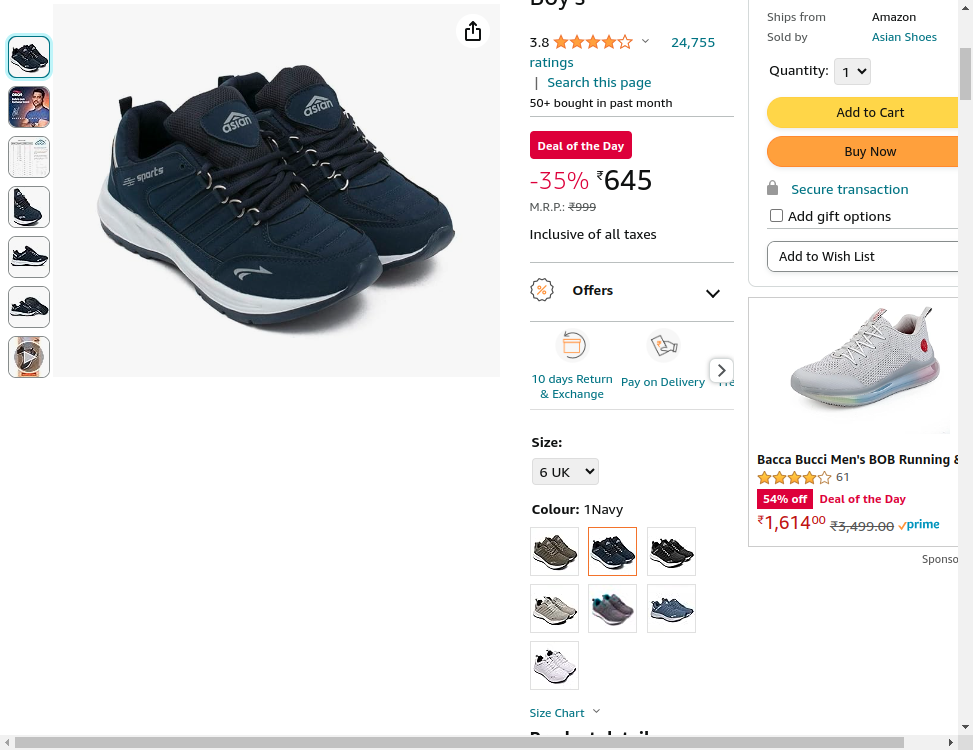 Boy's
3.8
24,755
ratings
| Search this page
50+ bought in past month
Deal of the Day
-35% ₹645
M.R.P.: ₹999
Inclusive of all taxes
Offers
10 days Return
& Exchange
Pay on Delivery
Size:
6 UK
Colour: 1Navy
Size Chart
Product details
asian
asian
sports
Ships from Amazon
Sold by Asian Shoes
Quantity: 1
Add to Cart
Buy Now
Secure transaction
Add gift options
Add to Wish List
Bacca Bucci Men's BOB Running &
61
54% off Deal of the Day
₹1,61400 ₹3,499.00 prime
Sponso